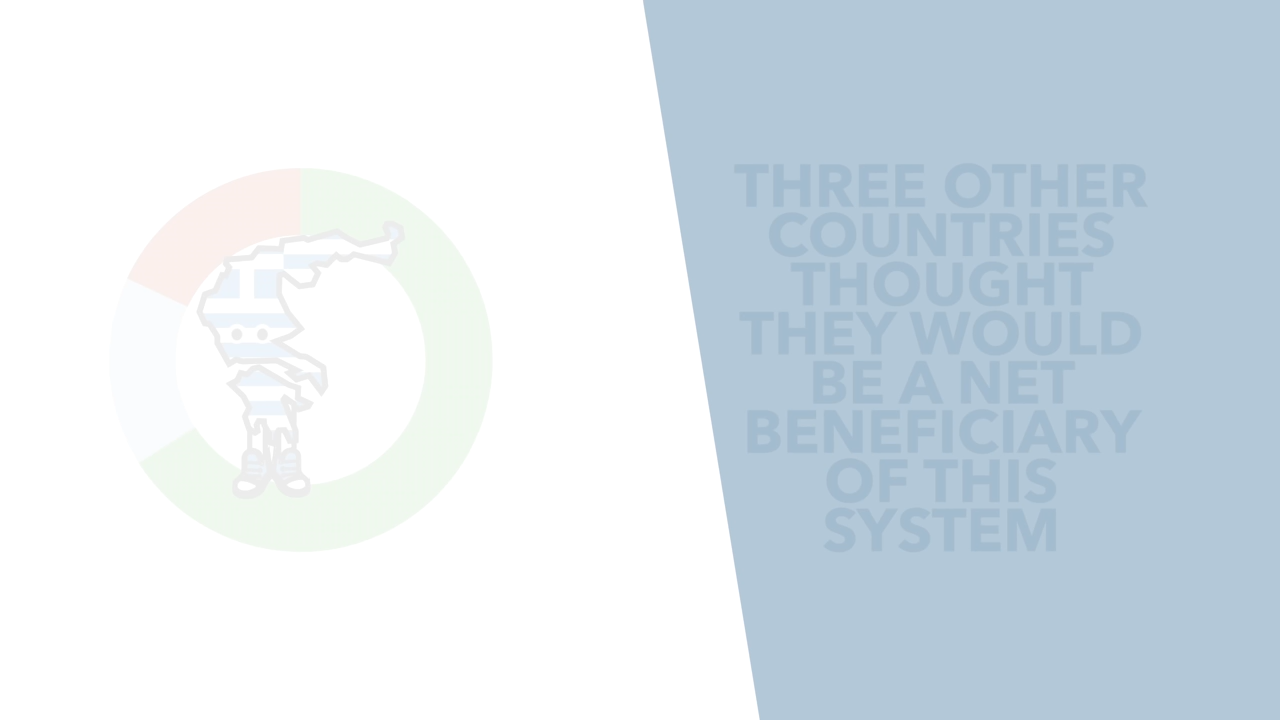 THREE OTHER
COUNTRIES
THOUGHT
THEY WOULD
BE A NET
BENEFICIARY
OF THIS
SYSTEM